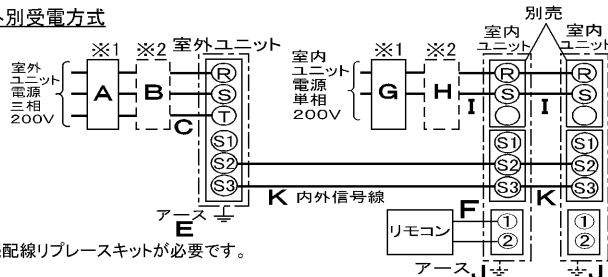 別受電方式
別売
※1 ※2 室外ユニット
※1 ※2
室内
ユニット
室内
ユニット
室外
ユニット
電源
三相
200V
A
B
C
R
S
T
S1
S2
S3
室内
ユニット
電源
単相
200V
G
H
I
R
S
I
R
S
S1
S2
S3
S1
S2
S3
K 内外信号線
K
アース
E
リモコン
F
1
2
1
2
配線リプレースキットが必要です。
アース J
J